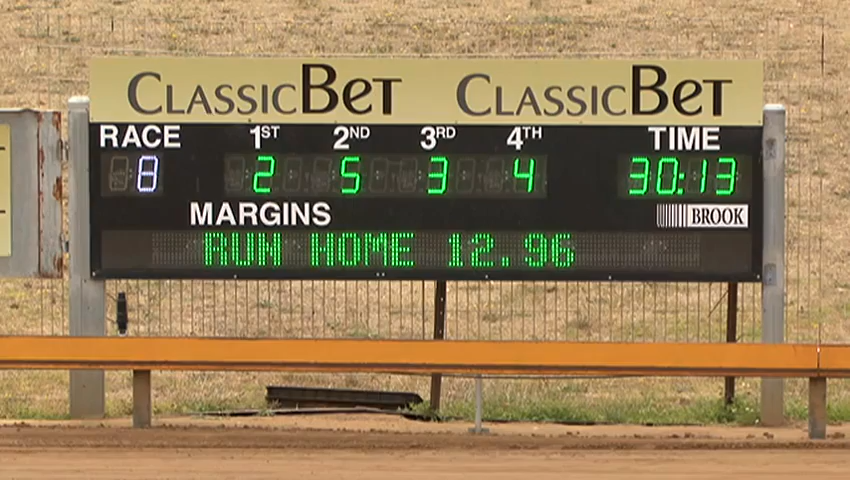 CLASSICBET CLASSICBET
RACE 1ST 2ND 3RD 4TH TIME
8 2 5 3 4 30:13
MARGINS BROOK
RUN HOME 12.96